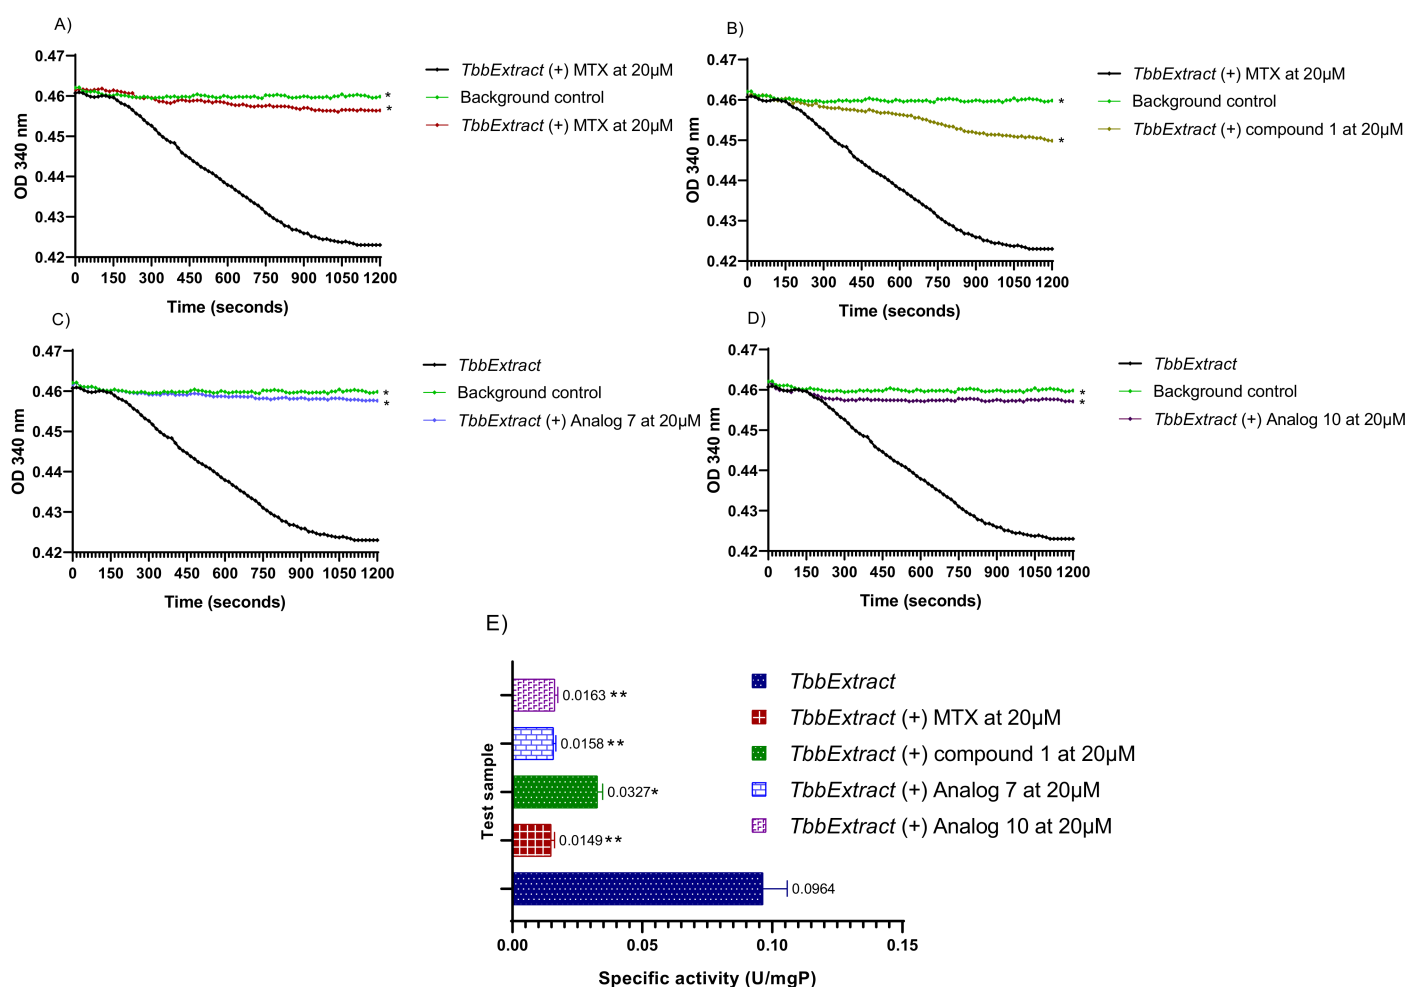 A)
0.47
0.46
0.45
0.44
0.43
0.42
OD 340 nm
0 150 300 450 600 750 900 1050 1200
Time (seconds)
*
*
TbbExtract (+) MTX at 20µM
Background control
TbbExtract (+) MTX at 20µM
B)
0.47
0.46
0.45
0.44
0.43
0.42
OD 340 nm
0 150 300 450 600 750 900 1050 1200
Time (seconds)
*
*
TbbExtract (+) MTX at 20µM
Background control
TbbExtract (+) compound 1 at 20µM
C)
0.47
0.46
0.45
0.44
0.43
0.42
OD 340 nm
0 150 300 450 600 750 900 1050 1200
Time (seconds)
*
*
TbbExtract
Background control
TbbExtract (+) Analog 7 at 20µM
D)
0.47
0.46
0.45
0.44
0.43
0.42
OD 340 nm
0 150 300 450 600 750 900 1050 1200
Time (seconds)
*
*
TbbExtract
Background control
TbbExtract (+) Analog 10 at 20µM
E)
Test sample
0.0163 **
0.0158 **
0.0327*
0.0149**
0.0964
0.00 0.05 0.10 0.15
Specific activity (U/mgP)
TbbExtract
TbbExtract (+) MTX at 20µM
TbbExtract (+) compound 1 at 20µM
TbbExtract (+) Analog 7 at 20µM
TbbExtract (+) Analog 10 at 20µM